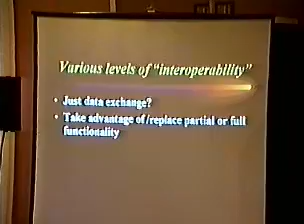 Various levels of "interoperability"
• Just data exchange?
• Take advantage of/replace partial or full
functionality